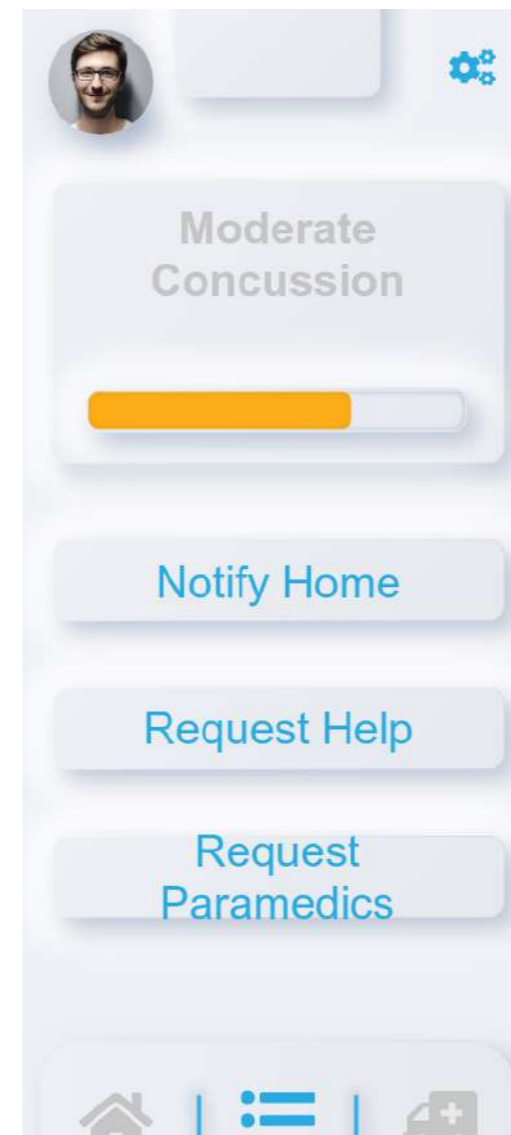 Moderate
Concussion
Notify Home
Request Help
Request
Paramedics